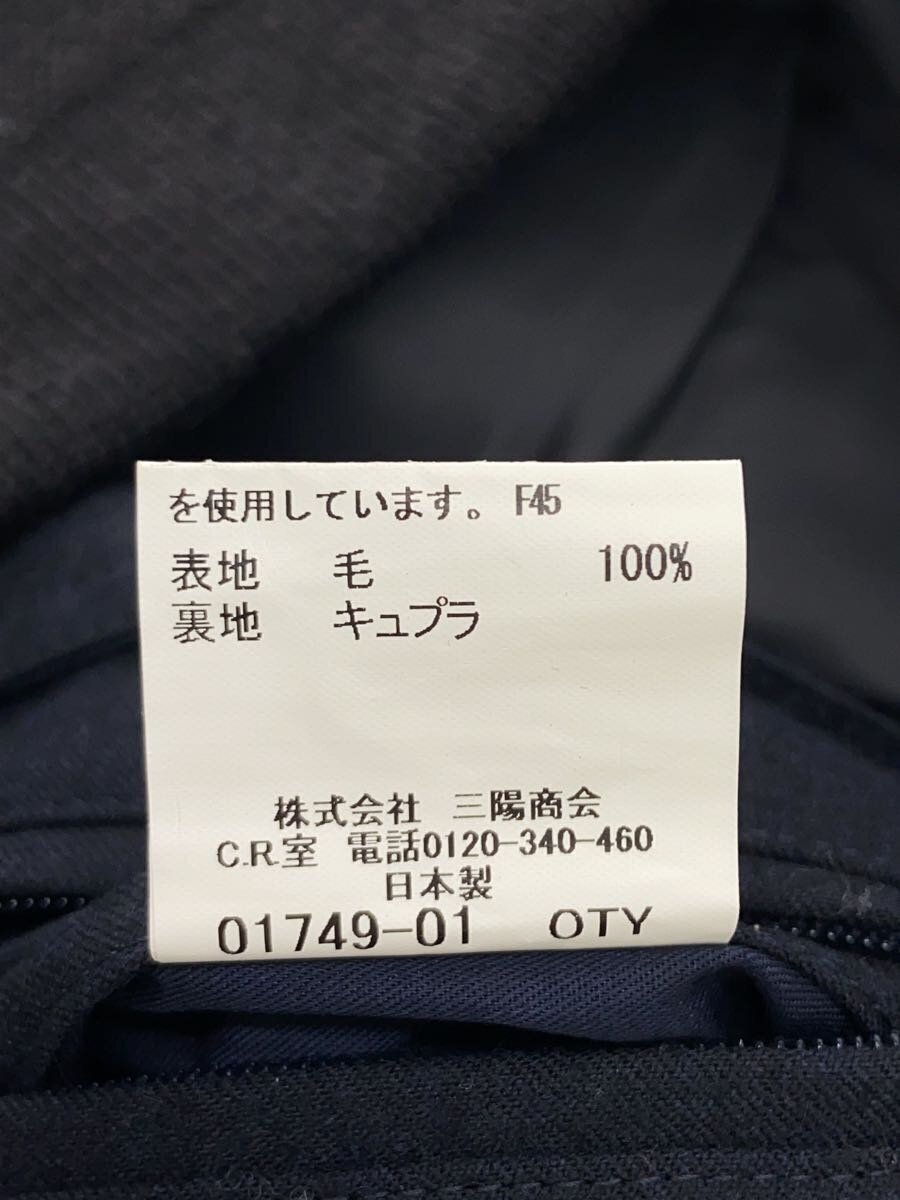 を使用しています。 F45
表地 毛 100%
裏地 キュプラ
株式会社 三陽商会
C.R.室 電話0120-340-460
日本製
01749-01 OTY